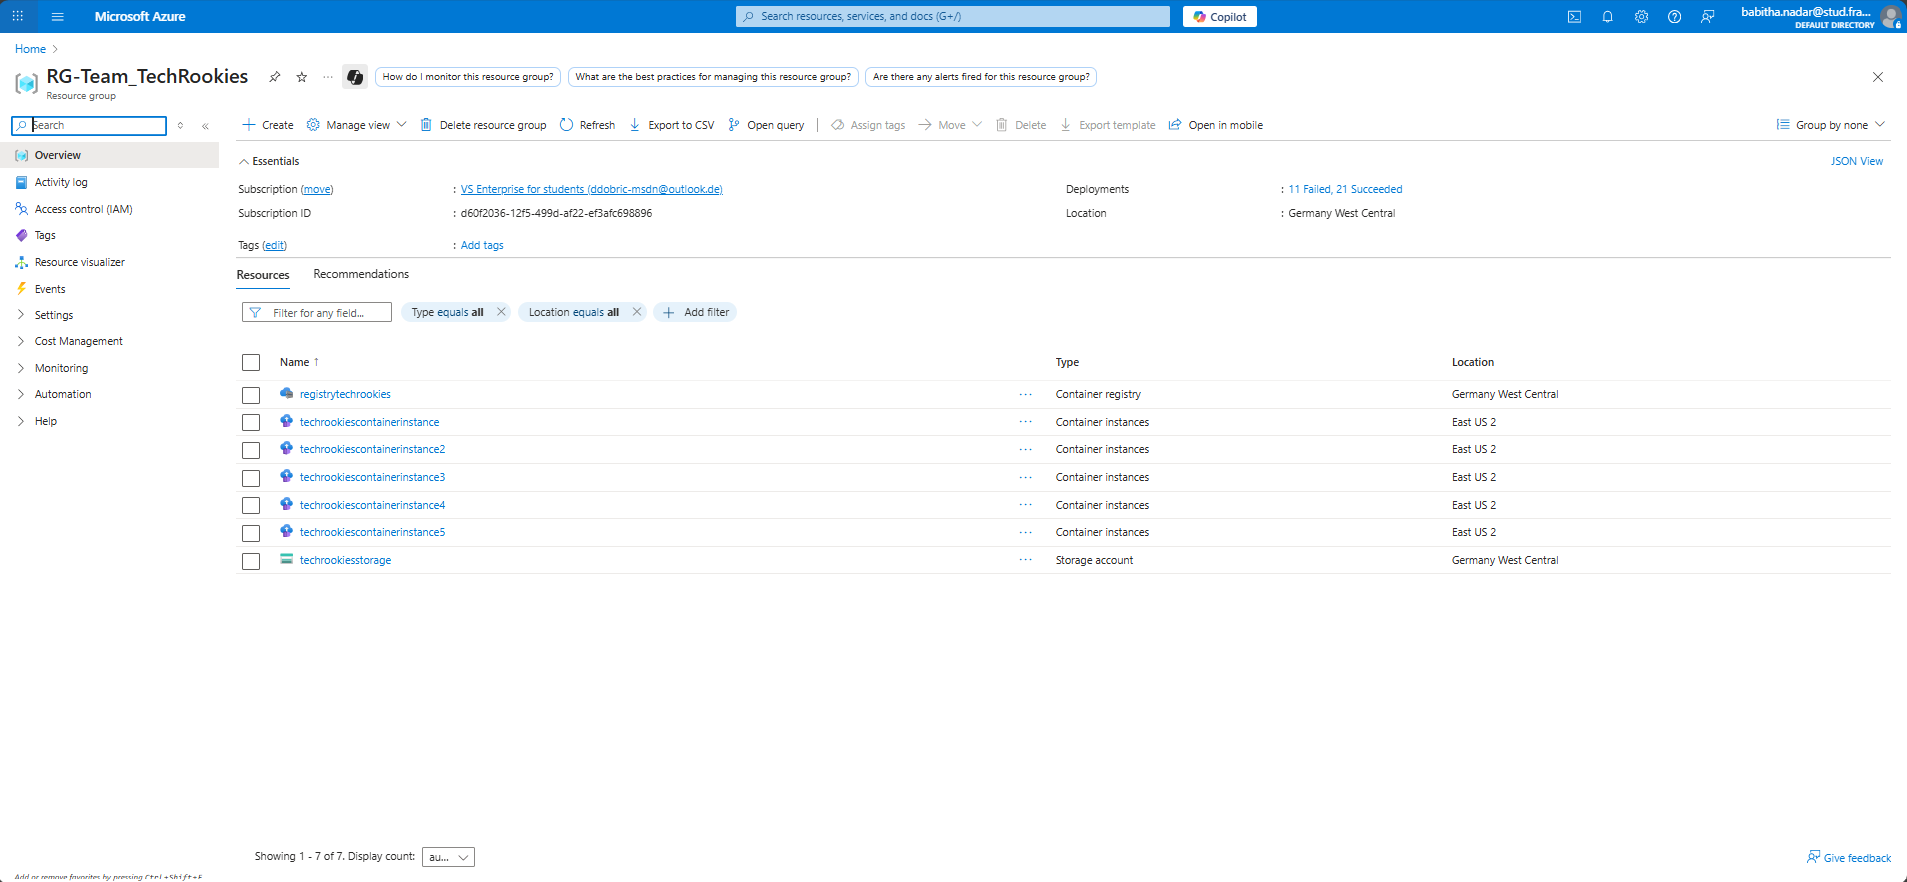 Microsoft Azure
Search resources, services, and docs (G+/)
Copilot
babitha.nadar@stud.fra...
DEFAULT DIRECTORY
Home
RG-Team_TechRookies
Resource group
How do I monitor this resource group?
What are the best practices for managing this resource group?
Are there any alerts fired for this resource group?
Search
Create
Manage view
Delete resource group
Refresh
Export to CSV
Open query
Assign tags
Move
Delete
Export template
Open in mobile
Group by none
Overview
Activity log
Access control (IAM)
Tags
Resource visualizer
Events
Settings
Cost Management
Monitoring
Automation
Help
Essentials
JSON View
Subscription (move) : VS Enterprise for students (ddobric-msdn@outlook.de)
Deployments : 11 Failed, 21 Succeeded
Subscription ID : d60f2036-12f5-499d-af22-ef3afc698896
Location : Germany West Central
Tags (edit) : Add tags
Resources Recommendations
Filter for any field...
Type equals all
Location equals all
Add filter
Name ↑ Type Location
registrytechrookies ... Container registry Germany West Central
techrookiescontainerinstance ... Container instances East US 2
techrookiescontainerinstance2 ... Container instances East US 2
techrookiescontainerinstance3 ... Container instances East US 2
techrookiescontainerinstance4 ... Container instances East US 2
techrookiescontainerinstance5 ... Container instances East US 2
techrookiesstorage ... Storage account Germany West Central
Showing 1 - 7 of 7. Display count: au...
Give feedback
Add or remove favorites by pressing Ctrl+Shift+F